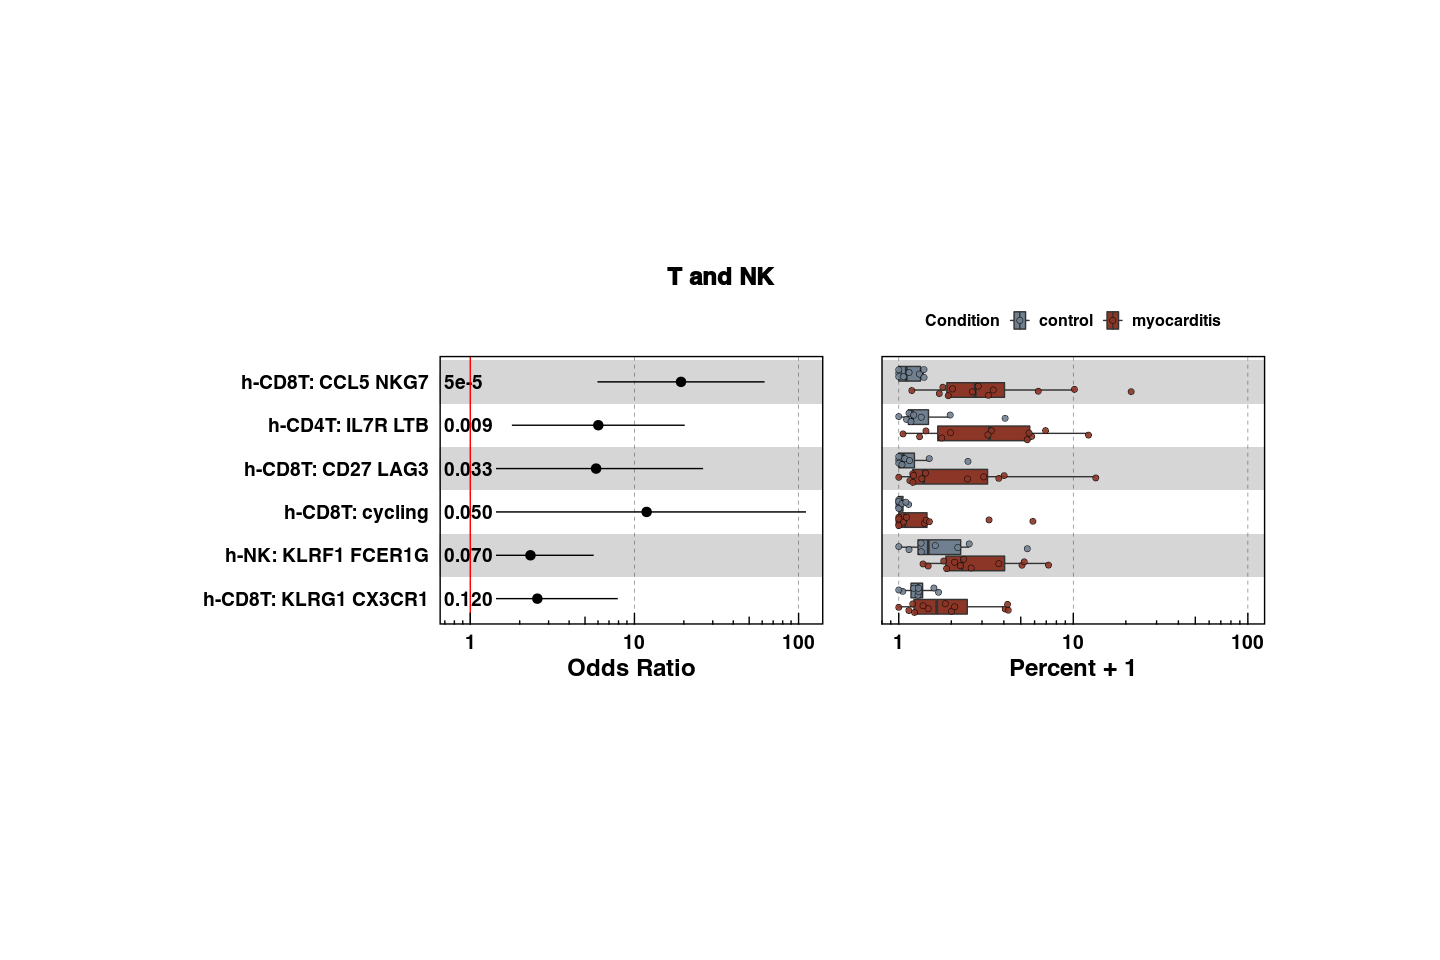 T and NK
Condition control myocarditis
h-CD8T: CCL5 NKG7 5e-5
h-CD4T: IL7R LTB 0.009
h-CD8T: CD27 LAG3 0.033
h-CD8T: cycling 0.050
h-NK: KLRF1 FCER1G 0.070
h-CD8T: KLRG1 CX3CR1 0.120
1 10 100 1 10 100
Odds Ratio Percent + 1